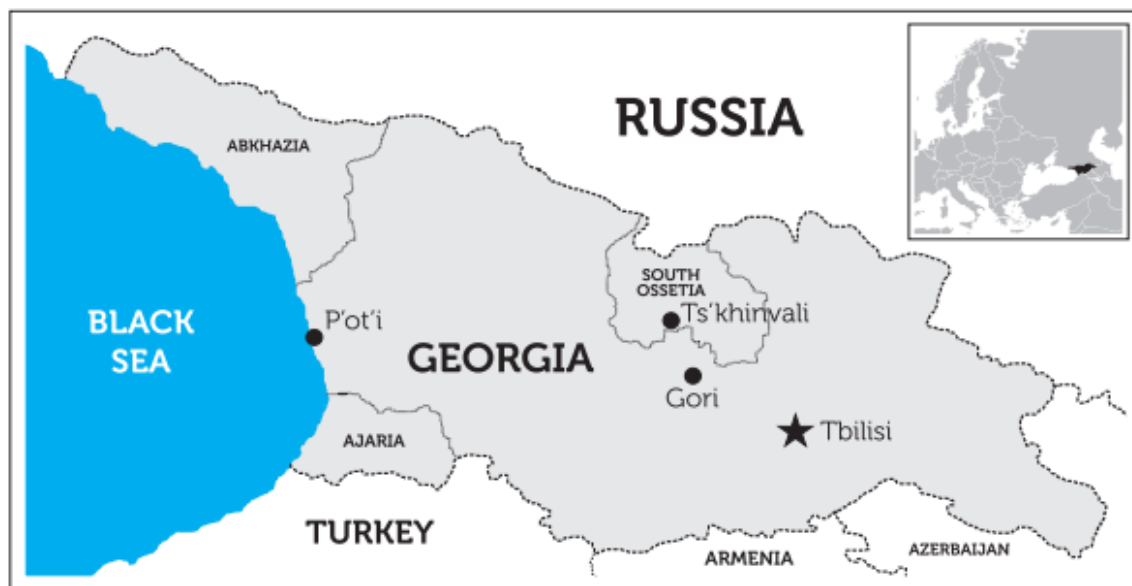 RUSSIA
ABKHAZIA
SOUTH
OSSETIA
Ts'khinvali
P'ot'i
BLACK
SEA
GEORGIA
Gori
Tbilisi
AJARIA
TURKEY
ARMENIA
AZERBAIJAN